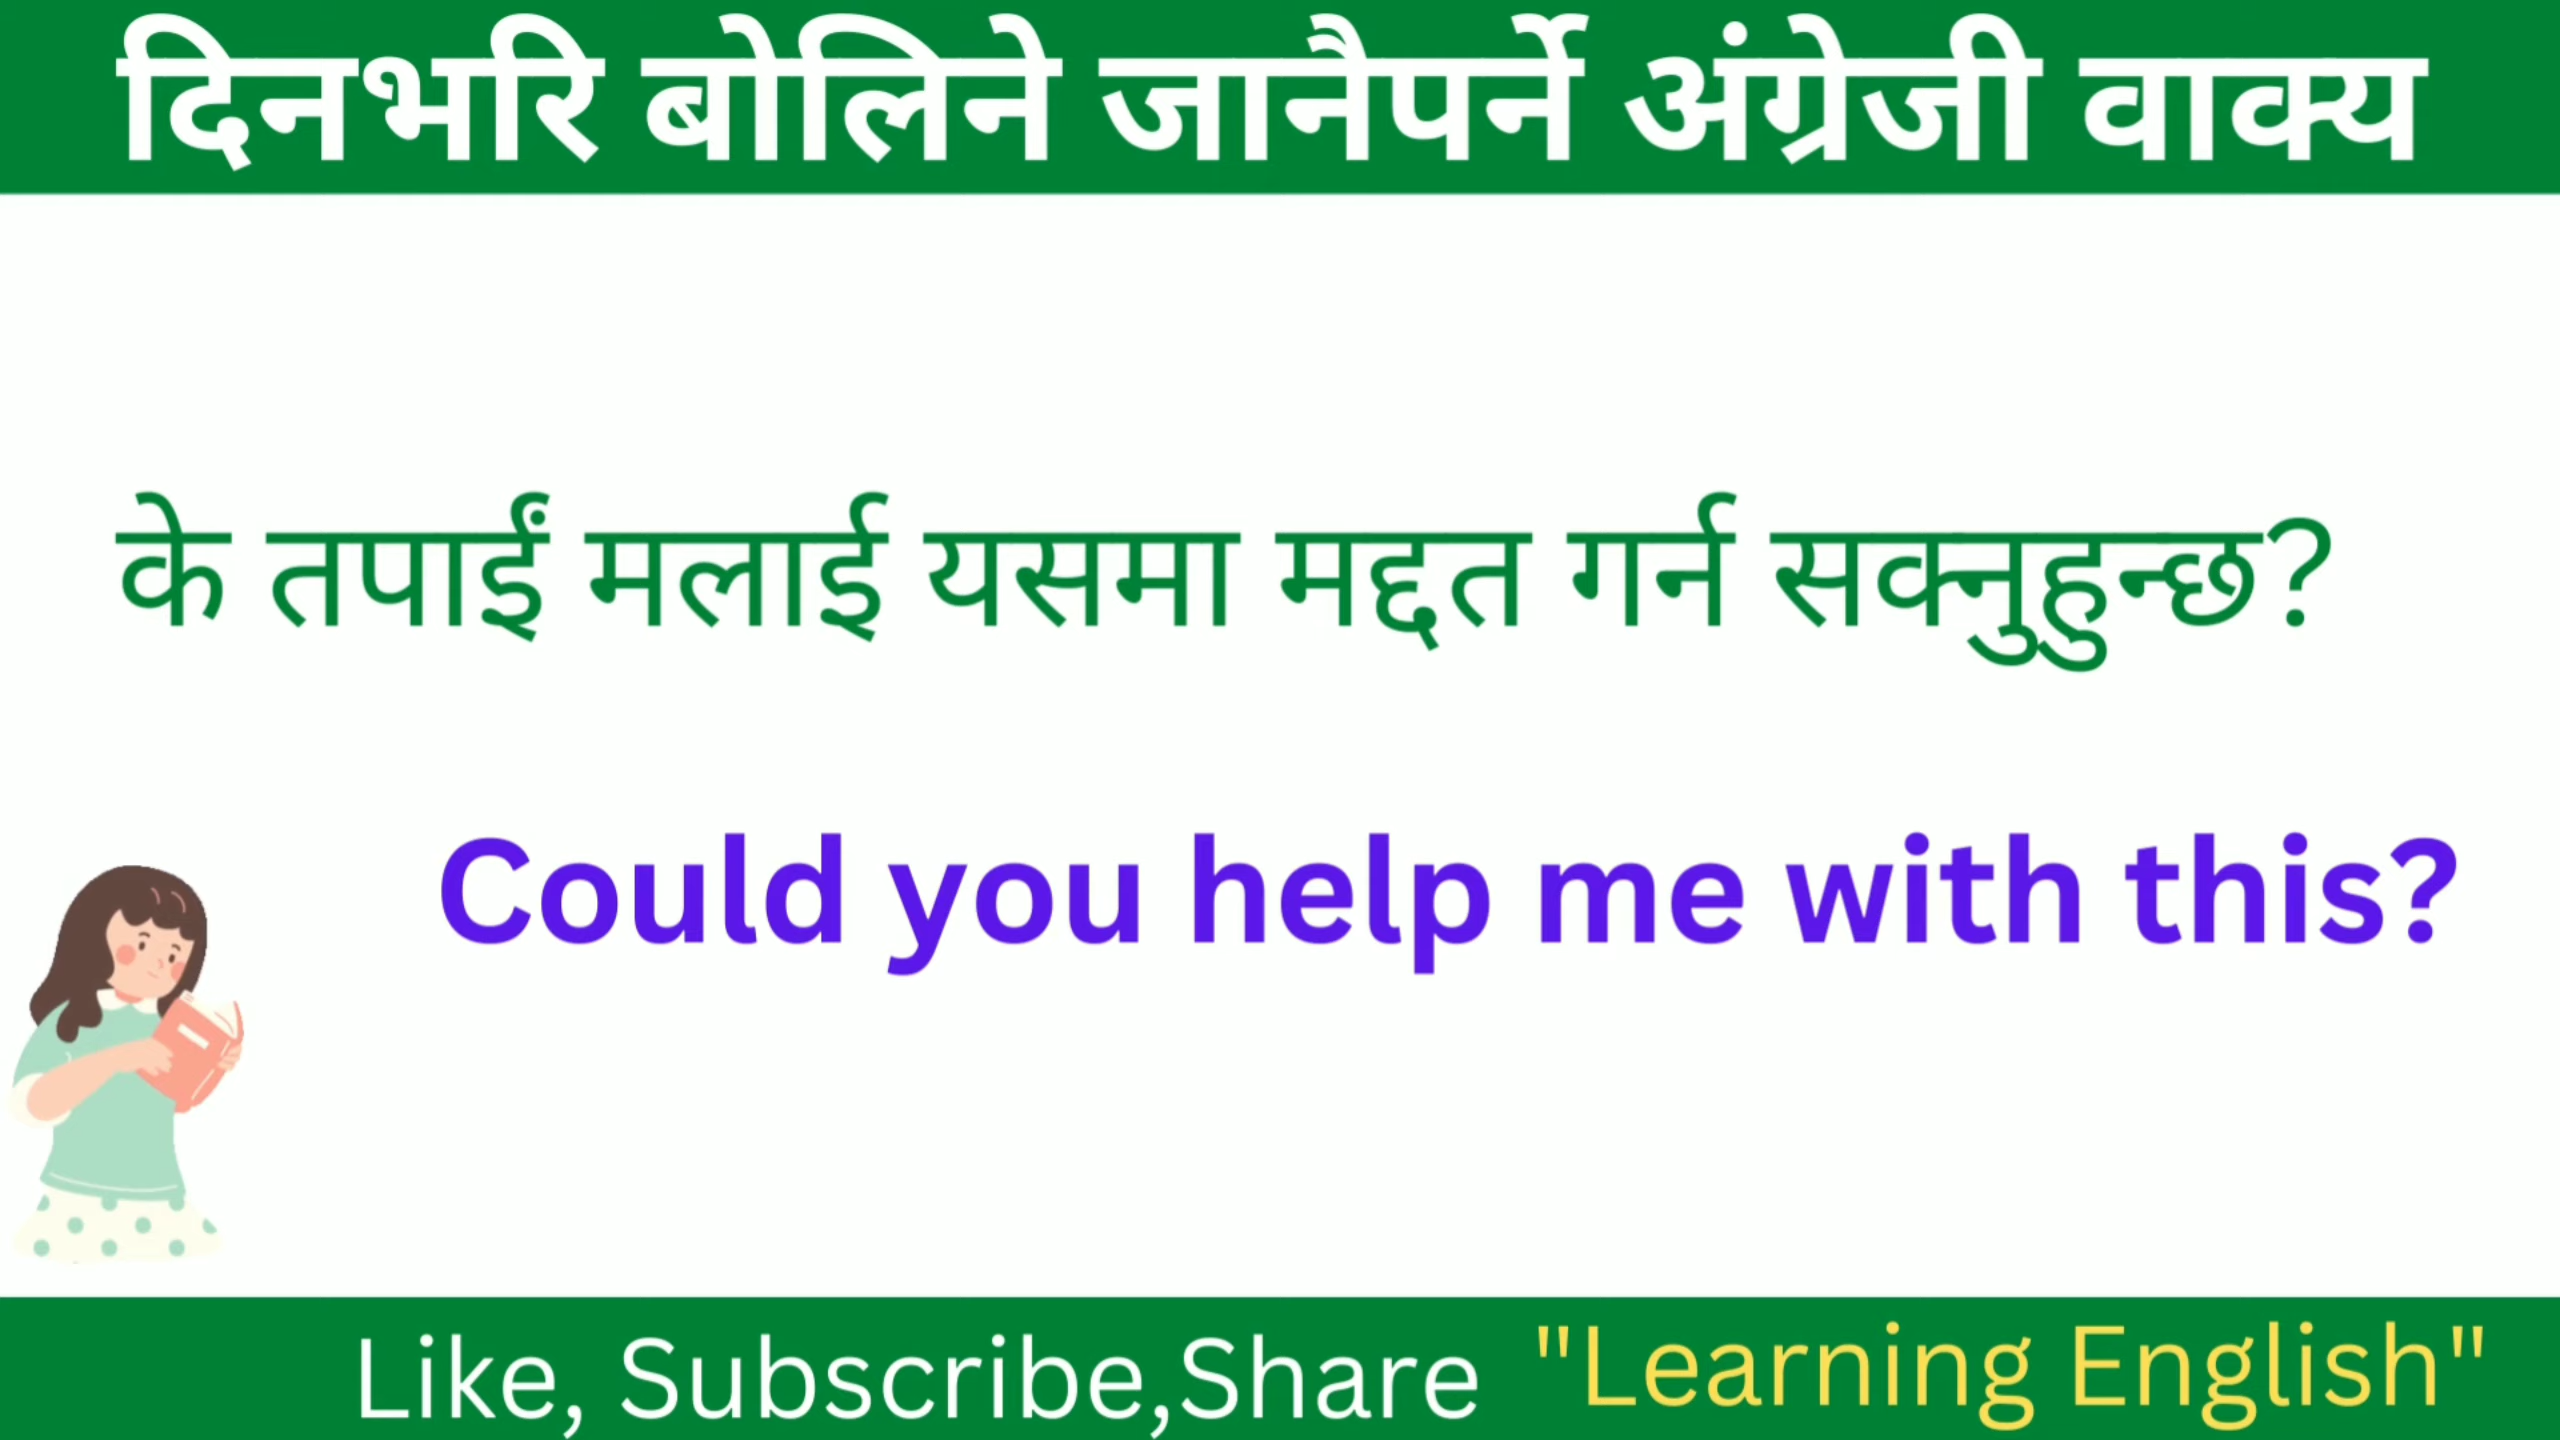 दिनभरि बोलिने जानैपर्ने अंग्रेजी वाक्य
के तपाईं मलाई यसमा मद्दत गर्न सक्नुहुन्छ?
Could you help me with this?
Like, Subscribe,Share "Learning English"